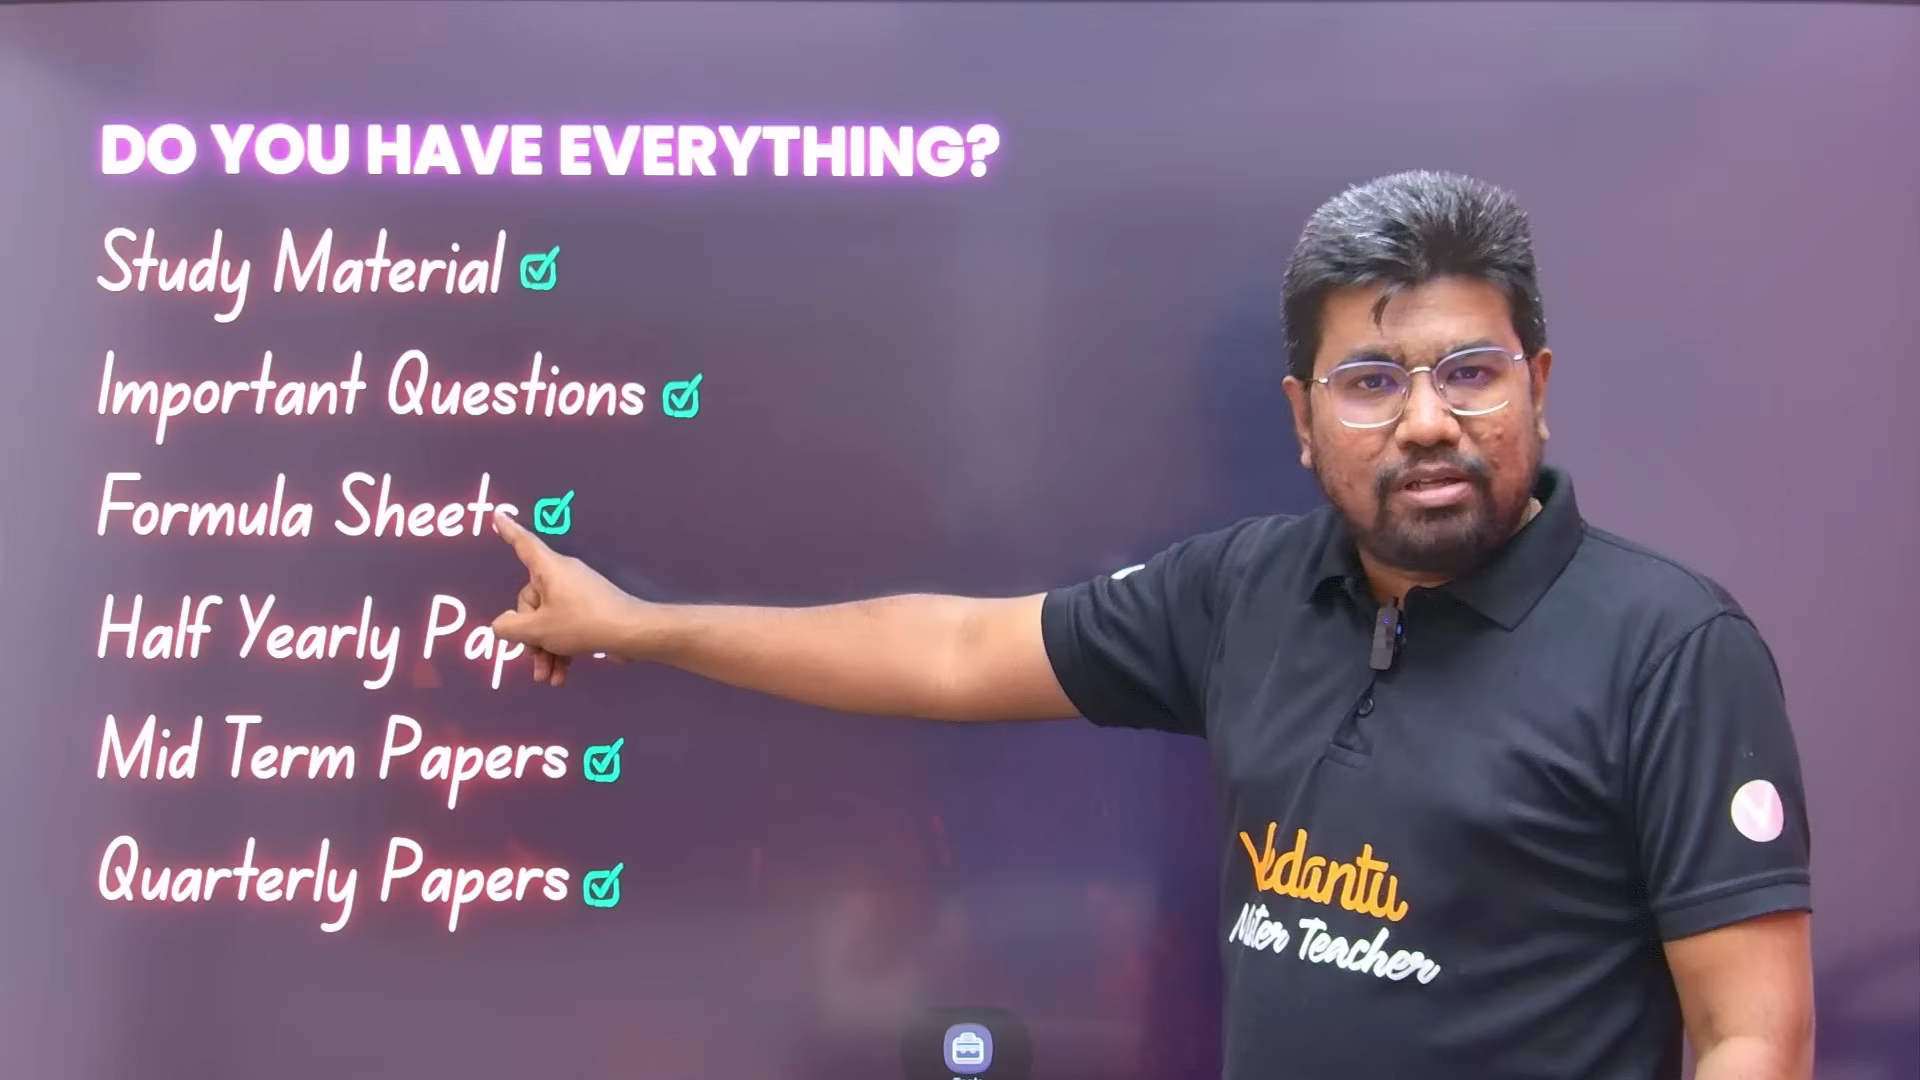 DO YOU HAVE EVERYTHING?
Study Material
Important Questions
Formula Sheets
Half Yearly
Mid Term Papers
Quarterly Papers
Vedantu
Teacher